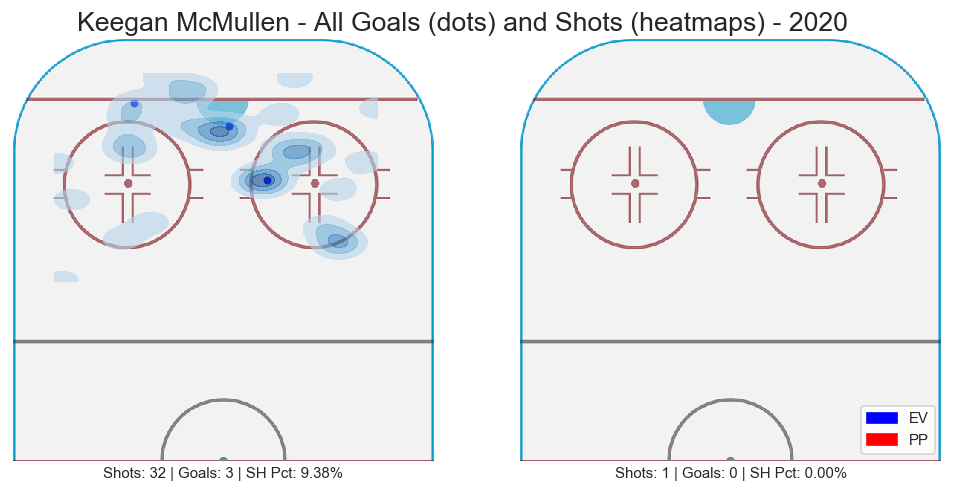 Keegan McMullen - All Goals (dots) and Shots (heatmaps) - 2020
EV
PP
Shots: 32 | Goals: 3 | SH Pct: 9.38%
Shots: 1 | Goals: 0 | SH Pct: 0.00%